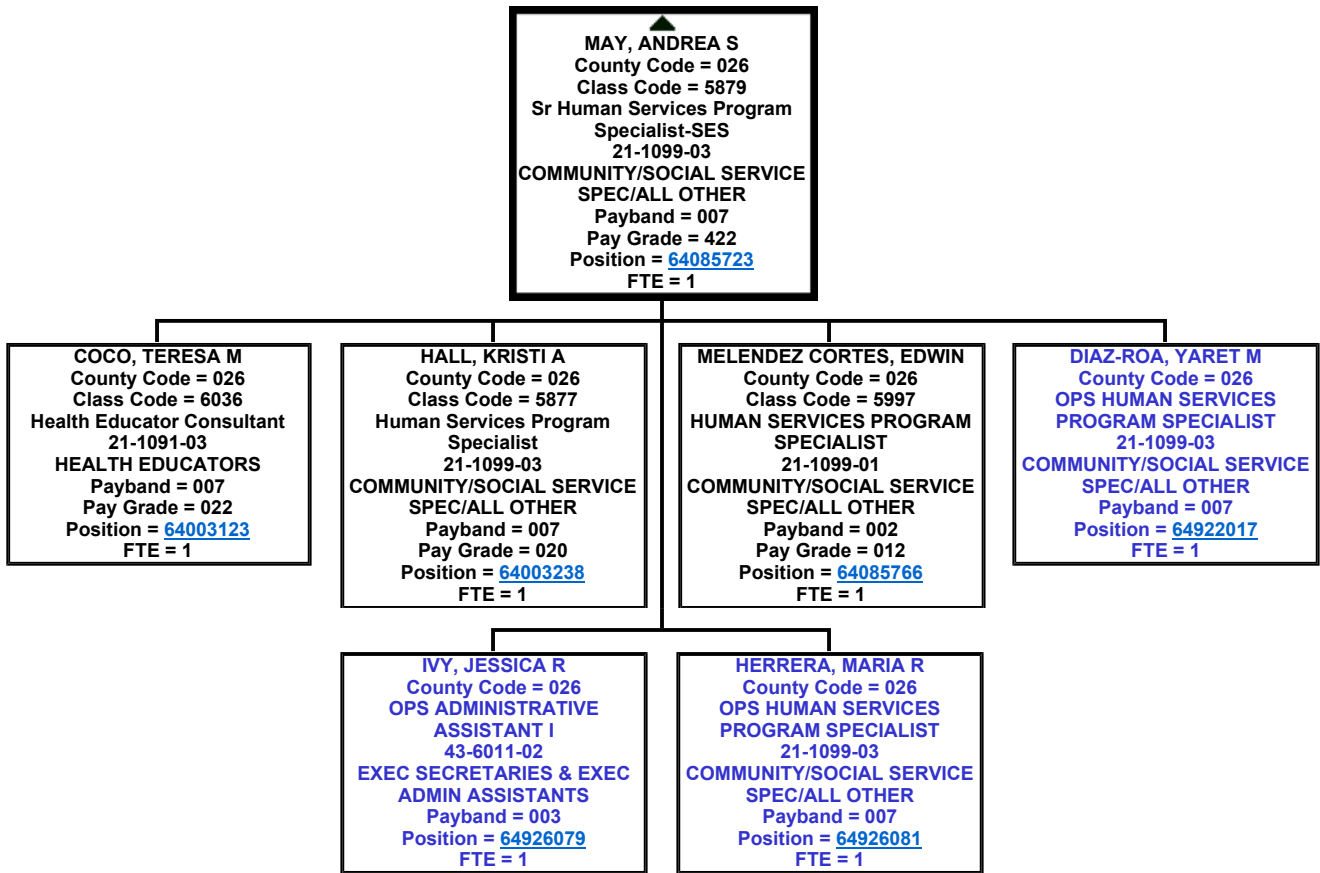 MAY, ANDREA S
County Code = 026
Class Code = 5879
Sr Human Services Program
Specialist-SES
21-1099-03
COMMUNITY/SOCIAL SERVICE
SPEC/ALL OTHER
Payband = 007
Pay Grade = 422
Position = 64085723
FTE = 1
COCO, TERESA M
County Code = 026
Class Code = 6036
Health Educator Consultant
21-1091-03
HEALTH EDUCATORS
Payband = 007
Pay Grade = 022
Position = 64003123
FTE = 1
HALL, KRISTI A
County Code = 026
Class Code = 5877
Human Services Program
Specialist
21-1099-03
COMMUNITY/SOCIAL SERVICE
SPEC/ALL OTHER
Payband = 007
Pay Grade = 020
Position = 64003238
FTE = 1
MELENDEZ CORTES, EDWIN
County Code = 026
Class Code = 5997
HUMAN SERVICES PROGRAM
SPECIALIST
21-1099-01
COMMUNITY/SOCIAL SERVICE
SPEC/ALL OTHER
Payband = 002
Pay Grade = 012
Position = 64085766
FTE = 1
DIAZ-ROA, YARET M
County Code = 026
OPS HUMAN SERVICES
PROGRAM SPECIALIST
21-1099-03
COMMUNITY/SOCIAL SERVICE
SPEC/ALL OTHER
Payband = 007
Position = 64922017
FTE = 1
IVY, JESSICA R
County Code = 026
OPS ADMINISTRATIVE
ASSISTANT I
43-6011-02
EXEC SECRETARIES & EXEC
ADMIN ASSISTANTS
Payband = 003
Position = 64926079
FTE = 1
HERRERA, MARIA R
County Code = 026
OPS HUMAN SERVICES
PROGRAM SPECIALIST
21-1099-03
COMMUNITY/SOCIAL SERVICE
SPEC/ALL OTHER
Payband = 007
Position = 64926081
FTE = 1